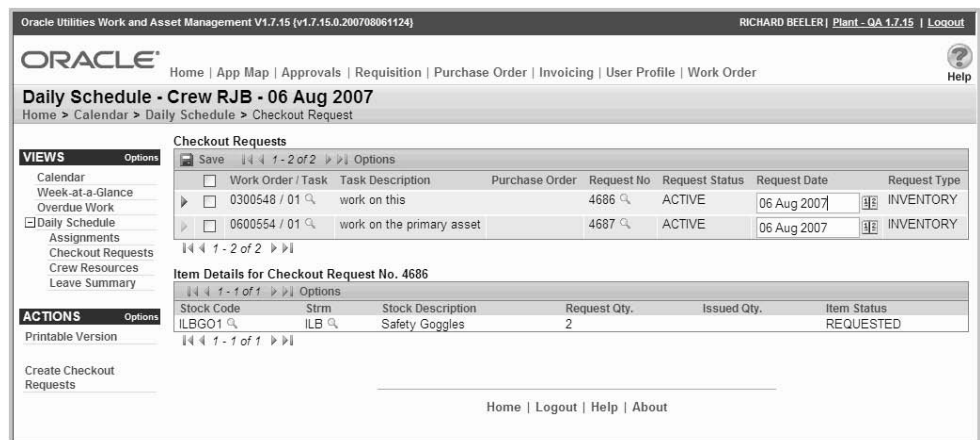 Oracle Utilities Work and Asset Management V1.7.15 {v1.7.15.0.200708061124} RICHARD BEELER | Plant - QA 1.7.15 | Logout
ORACLE
Home | App Map | Approvals | Requisition | Purchase Order | Invoicing | User Profile | Work Order
Help
Daily Schedule - Crew RJB - 06 Aug 2007
Home > Calendar > Daily Schedule > Checkout Request
VIEWS Options
Calendar
Week-at-a-Glance
Overdue Work
Daily Schedule
Assignments
Checkout Requests
Crew Resources
Leave Summary
ACTIONS Options
Printable Version
Create Checkout
Requests
Checkout Requests
Save 1 - 2 of 2 Options
Work Order / Task Task Description Purchase Order Request No Request Status Request Date Request Type
0300548 / 01 work on this 4686 ACTIVE 06 Aug 2007 INVENTORY
0600554 / 01 work on the primary asset 4687 ACTIVE 06 Aug 2007 INVENTORY
1 - 2 of 2
Item Details for Checkout Request No. 4686
1 - 1 of 1 Options
Stock Code Strm Stock Description Request Qty. Issued Qty. Item Status
ILBGO1 ILB Safety Goggles 2 REQUESTED
1 - 1 of 1
Home | Logout | Help | About